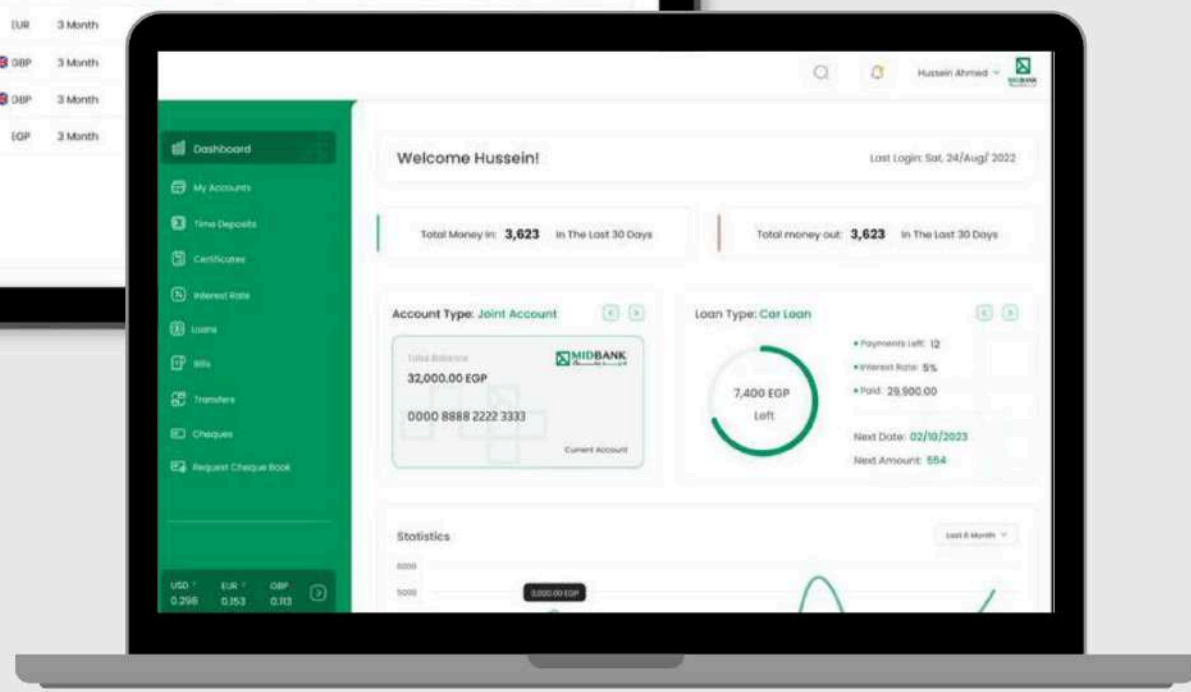 EUR 3 Month
GBP 3 Month
GBP 3 Month
EGP 3 Month
Hussein Ahmed
MIDBANK
Dashboard
My Accounts
Time Deposits
Certificates
Interest Rate
Loans
Bills
Transfers
Cheques
Request Cheque Book
USD EUR GBP
0.296 0.153 0.113
Welcome Hussein!
Last Login: Sat, 24/Aug/ 2022
Total Money in: 3,623 In The Last 30 Days
Total money out: 3,623 In The Last 30 Days
Account Type: Joint Account
MIDBANK
32,000.00 EGP
0000 8888 2222 3333
Current Account
Loan Type: Car Loan
7,400 EGP
Left
Payments Left: 12
Interest Rate: 5%
Paid: 29,900.00
Next Date: 02/10/2023
Next Amount: 554
Statistics
Last 6 Month
6000
5000